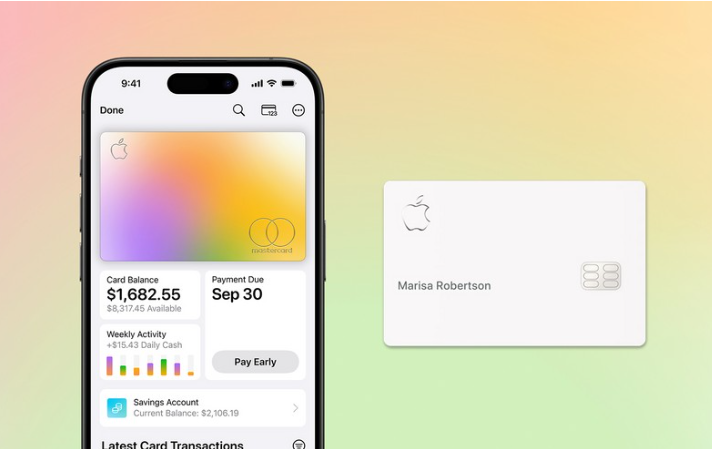 9:41
Done
123
mastercard
Card Balance
$1,682.55
$8,317.45 Available
Payment Due
Sep 30
Weekly Activity
+$15.43 Daily Cash
Pay Early
Savings Account
Current Balance: $2,106.19
Latest Card Transactions
Marisa Robertson